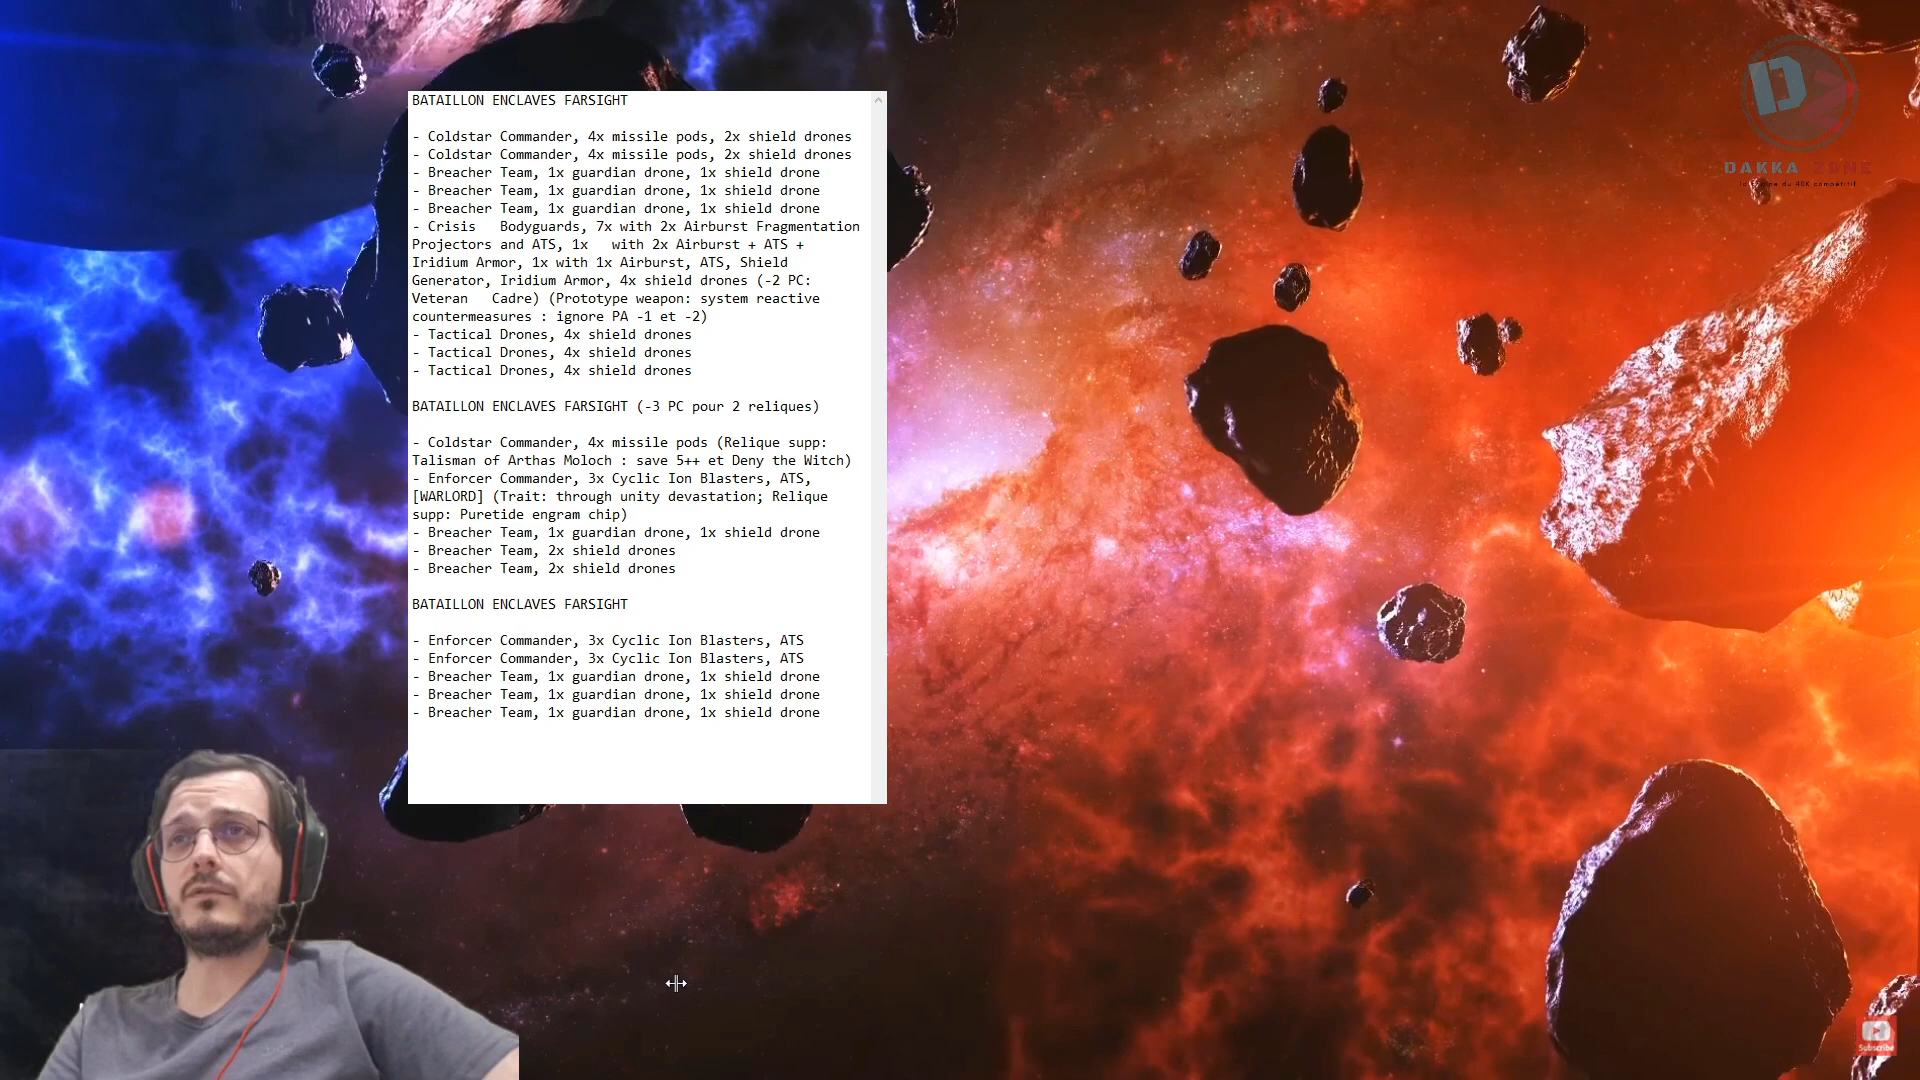 BATAILLON ENCLAVES FARSIGHT
- Coldstar Commander, 4x missile pods, 2x shield drones
- Coldstar Commander, 4x missile pods, 2x shield drones
- Breacher Team, 1x guardian drone, 1x shield drone
- Breacher Team, 1x guardian drone, 1x shield drone
- Breacher Team, 1x guardian drone, 1x shield drone
- Crisis   Bodyguards, 7x with 2x Airburst Fragmentation
Projectors and ATS, 1x   with 2x Airburst + ATS +
Iridium Armor, 1x with 1x Airburst, ATS, Shield
Generator, Iridium Armor, 4x shield drones (-2 PC:
Veteran   Cadre) (Prototype weapon: system reactive
countermeasures : ignore PA -1 et -2)
- Tactical Drones, 4x shield drones
- Tactical Drones, 4x shield drones
- Tactical Drones, 4x shield drones
BATAILLON ENCLAVES FARSIGHT (-3 PC pour 2 reliques)
- Coldstar Commander, 4x missile pods (Relique supp:
Talisman of Arthas Moloch : save 5++ et Deny the Witch)
- Enforcer Commander, 3x Cyclic Ion Blasters, ATS,
[WARLORD] (Trait: through unity devastation; Relique
supp: Puretide engram chip)
- Breacher Team, 1x guardian drone, 1x shield drone
- Breacher Team, 2x shield drones
- Breacher Team, 2x shield drones
BATAILLON ENCLAVES FARSIGHT
- Enforcer Commander, 3x Cyclic Ion Blasters, ATS
- Enforcer Commander, 3x Cyclic Ion Blasters, ATS
- Breacher Team, 1x guardian drone, 1x shield drone
- Breacher Team, 1x guardian drone, 1x shield drone
- Breacher Team, 1x guardian drone, 1x shield drone
DZ
DAKKA ZONE
du 40K compétitif
Subscribe